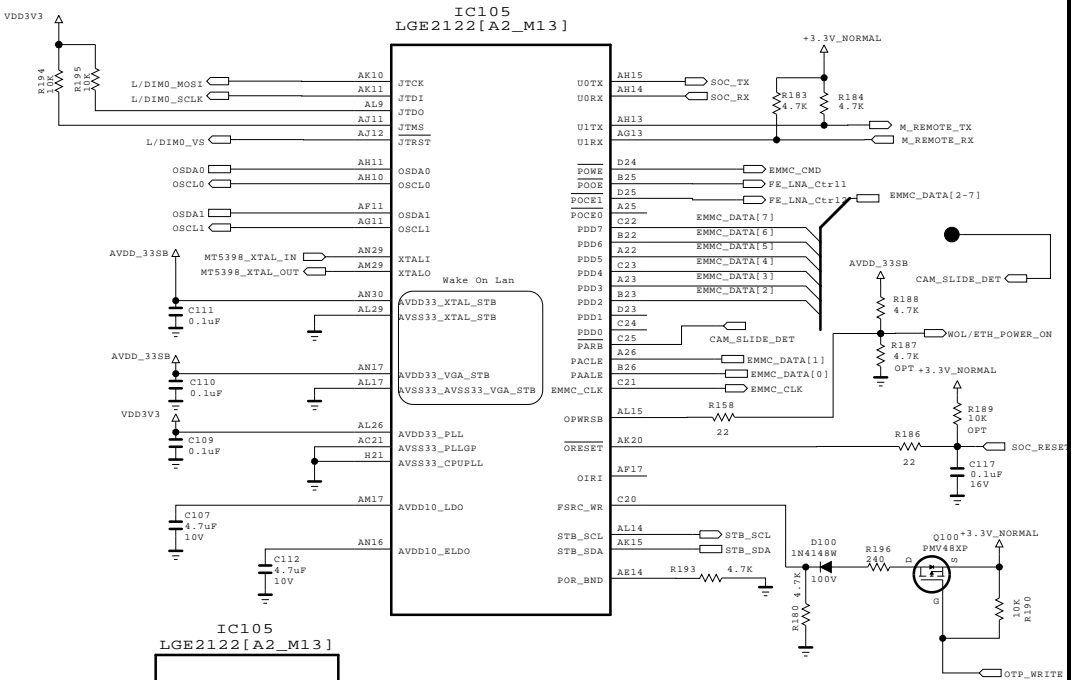 IC105
LGE2122[A2_M13]
VDD3V3
R194
10K
R195
10K
L/DIM0_MOSI
L/DIM0_SCLK
L/DIM0_VS
OSDA0
OSCL0
OSDA1
OSCL1
AVDD_33SB
MT5398_XTAL_IN
MT5398_XTAL_OUT
C111
0.1uF
AVDD_33SB
C110
0.1uF
VDD3V3
C109
0.1uF
C107
4.7uF
10V
C112
4.7uF
10V
AK10 JTCK
AK11 JTDI
AL9 JTDO
AJ11 JTMS
AJ12 JTRST
AH11 OSDA0
AH10 OSCL0
AF11 OSDA1
AG11 OSCL1
AN29 XTALI
AM29 XTALO
Wake On Lan
AN30 AVDD33_XTAL_STB
AL29 AVSS33_XTAL_STB
AN17 AVDD33_VGA_STB
AL17 AVSS33_AVSS33_VGA_STB
AL26 AVDD33_PLL
AC21 AVSS33_PLLGP
H21 AVSS33_CPUPLL
AM17 AVDD10_LDO
AN16 AVDD10_ELDO
U0TX AH15 SOC_TX
U0RX AH14 SOC_RX
U1TX AH13 M_REMOTE_TX
U1RX AG13 M_REMOTE_RX
+3.3V_NORMAL
R183
4.7K
R184
4.7K
POWE D24 EMMC_CMD
POOE B25 FE_LNA_Ctrl1
POCE1 D25 FE_LNA_Ctrl2
POCE0 A25
PDD7 C22 EMMC_DATA[7]
PDD6 B22 EMMC_DATA[6]
PDD5 A22 EMMC_DATA[5]
PDD4 C23 EMMC_DATA[4]
PDD3 A23 EMMC_DATA[3]
PDD2 B23 EMMC_DATA[2]
EMMC_DATA[2-7]
PDD1 D23
PDD0 C24
PARB C25 CAM_SLIDE_DET
PACLE A26 EMMC_DATA[1]
PAALE B26 EMMC_DATA[0]
EMMC_CLK C21 EMMC_CLK
OPWRSB AL15
R158
22
ORESET AK20
R186
22
OIRI AF17
FSRC_WR C20
STB_SCL AL14 STB_SCL
STB_SDA AK15 STB_SDA
POR_BND AE14
R193 4.7K
CAM_SLIDE_DET
AVDD_33SB
R188
4.7K
WOL/ETH_POWER_ON
R187
4.7K
OPT
+3.3V_NORMAL
R189
10K
OPT
SOC_RESET
C117
0.1uF
16V
D100
1N4148W
100V
R180 4.7K
R196
240
Q100
PMV48XP
D
S
G
+3.3V_NORMAL
10K
R190
OTP_WRITE
IC105
LGE2122[A2_M13]